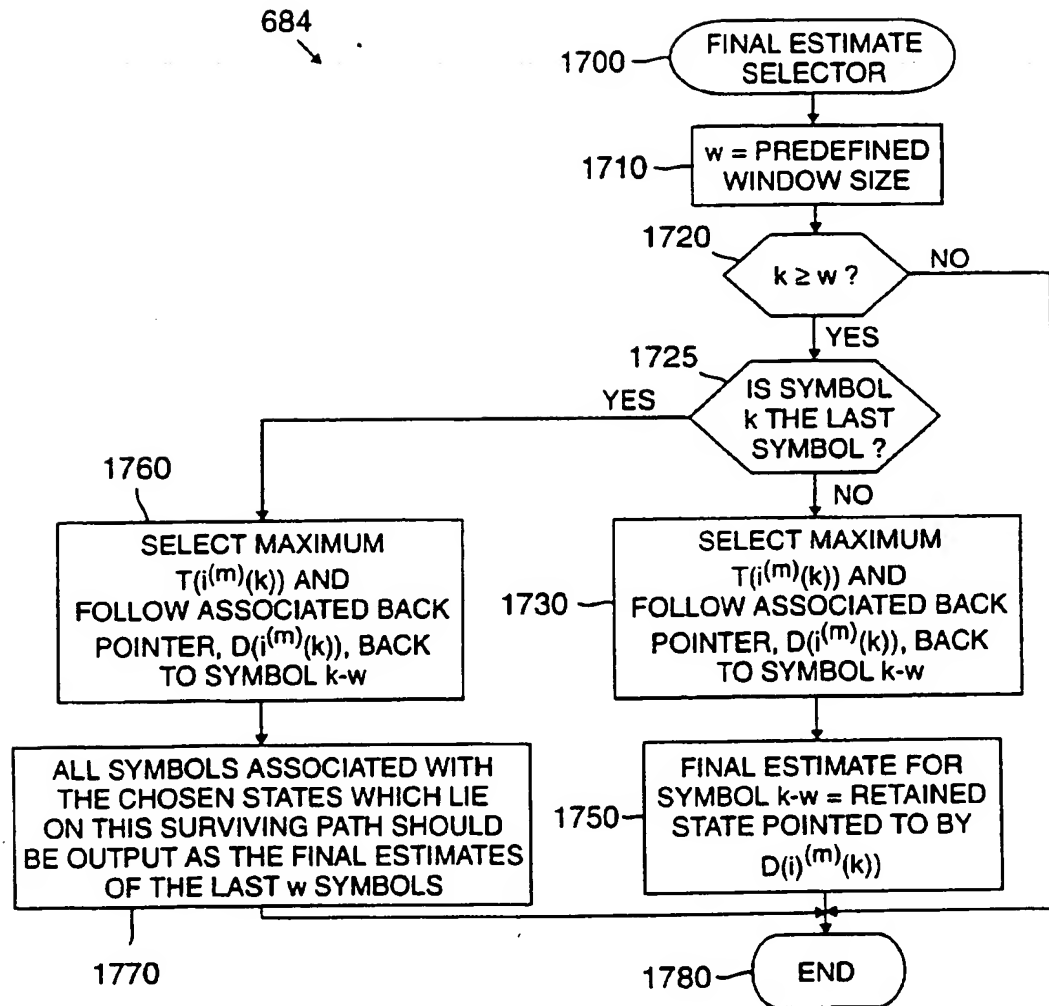 684
1700
FINAL ESTIMATE
SELECTOR
1710
w = PREDEFINED
WINDOW SIZE
1720
k ≥ w ?
NO
YES
1725
IS SYMBOL
k THE LAST
SYMBOL ?
YES
NO
1760
SELECT MAXIMUM
T(i^(m)(k)) AND
FOLLOW ASSOCIATED BACK
POINTER, D(i^(m)(k)), BACK
TO SYMBOL k-w
1730
SELECT MAXIMUM
T(i^(m)(k)) AND
FOLLOW ASSOCIATED BACK
POINTER, D(i^(m)(k)), BACK
TO SYMBOL k-w
ALL SYMBOLS ASSOCIATED WITH
THE CHOSEN STATES WHICH LIE
ON THIS SURVIVING PATH SHOULD
BE OUTPUT AS THE FINAL ESTIMATES
OF THE LAST w SYMBOLS
1770
1750
FINAL ESTIMATE FOR
SYMBOL k-w = RETAINED
STATE POINTED TO BY
D(i)^(m)(k))
1780
END